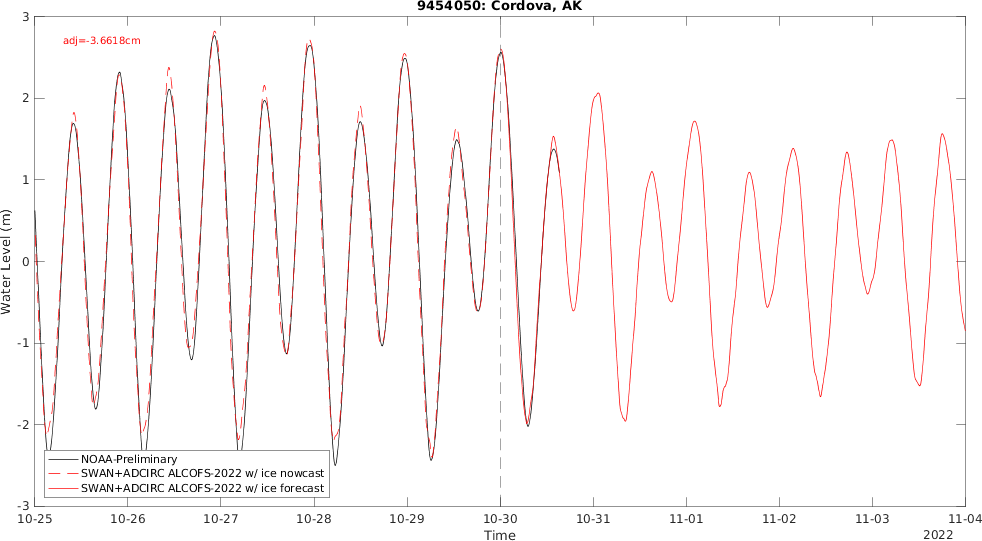 9454050: Cordova, AK
adj=-3.6618cm
Water Level (m)
3
2
1
0
-1
-2
-3
NOAA-Preliminary
SWAN+ADCIRC ALCOFS-2022 w/ ice nowcast
SWAN+ADCIRC ALCOFS-2022 w/ ice forecast
10-25 10-26 10-27 10-28 10-29 10-30 10-31 11-01 11-02 11-03 11-04
Time
2022